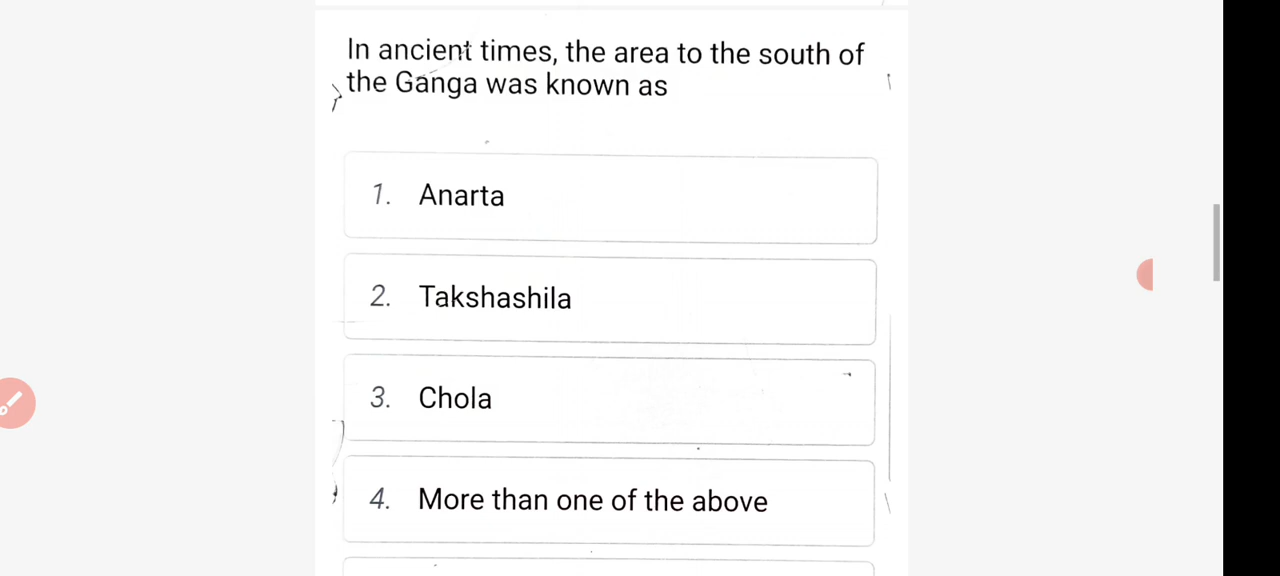 In ancient times, the area to the south of
the Ganga was known as
1. Anarta
2. Takshashila
3. Chola
4. More than one of the above